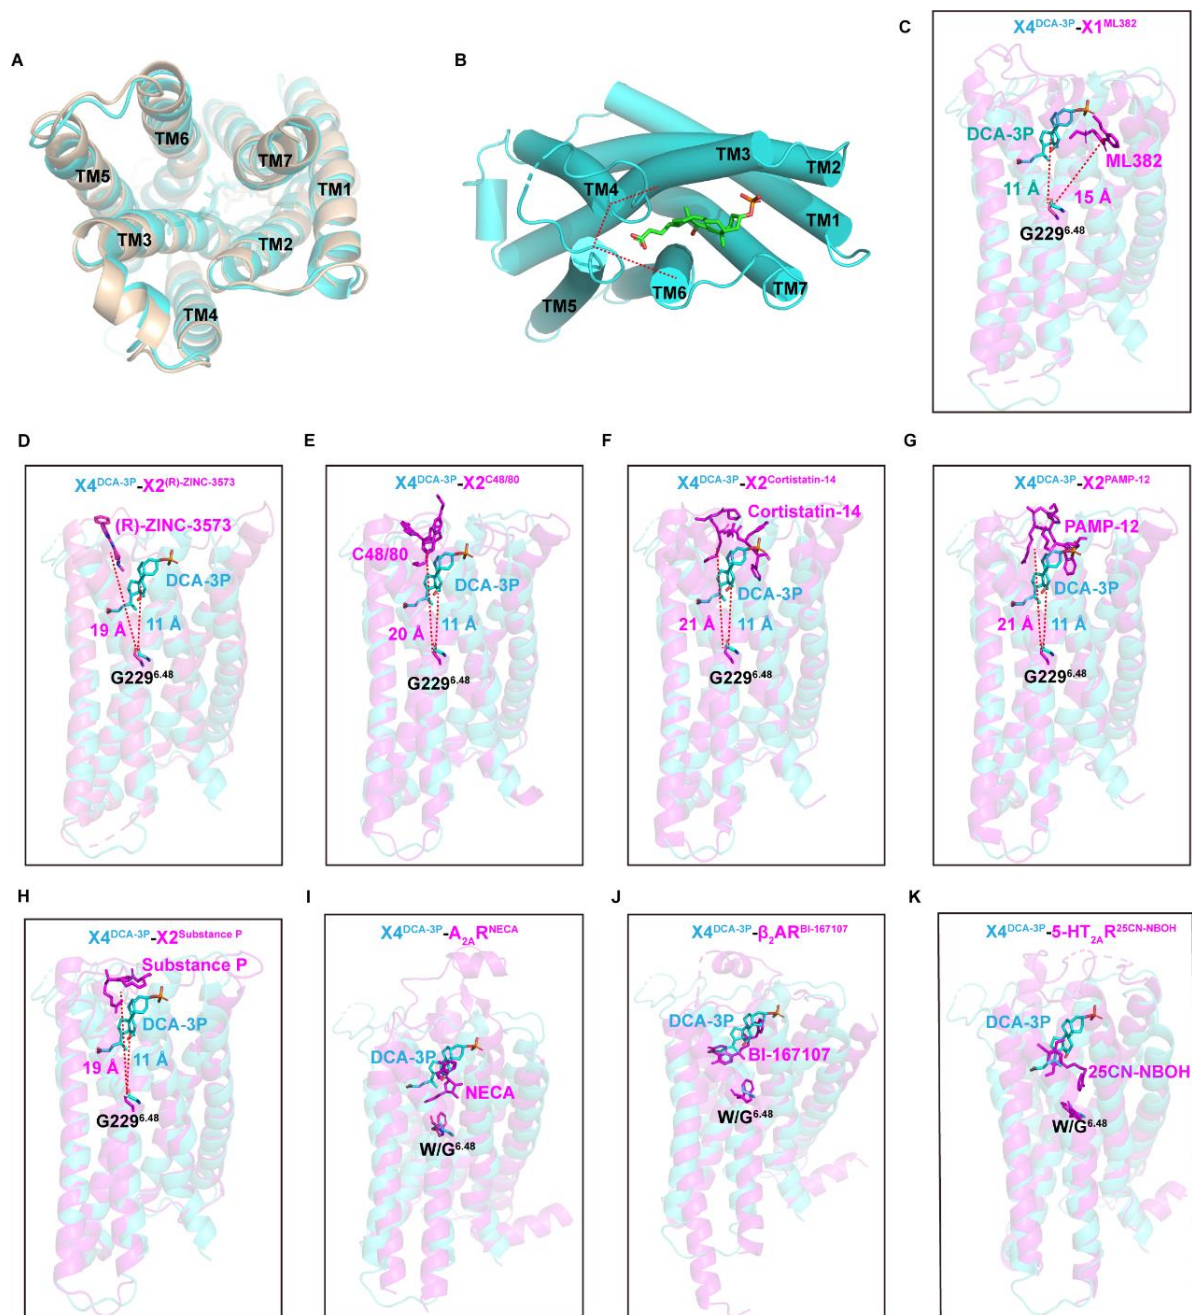 A
TM6
TM5
TM7
TM1
TM3
TM2
TM4
B
TM3
TM2
TM4
TM1
TM5
TM6
TM7
C
X4DCA-3P-X1ML382
DCA-3P
ML382
11 Å
15 Å
G2296.48
D
X4DCA-3P-X2(R)-ZINC-3573
(R)-ZINC-3573
DCA-3P
19 Å
11 Å
G2296.48
E
X4DCA-3P-X2C48/80
C48/80
DCA-3P
20 Å
11 Å
G2296.48
F
X4DCA-3P-X2Cortistatin-14
Cortistatin-14
DCA-3P
21 Å
11 Å
G2296.48
G
X4DCA-3P-X2PAMP-12
PAMP-12
DCA-3P
21 Å
11 Å
G2296.48
H
X4DCA-3P-X2Substance P
Substance P
DCA-3P
19 Å
11 Å
G2296.48
I
X4DCA-3P-A2ARNECA
DCA-3P
NECA
W/G6.48
J
X4DCA-3P-β2ARBI-167107
DCA-3P
BI-167107
W/G6.48
K
X4DCA-3P-5-HT2AR25CN-NBOH
DCA-3P
25CN-NBOH
W/G6.48